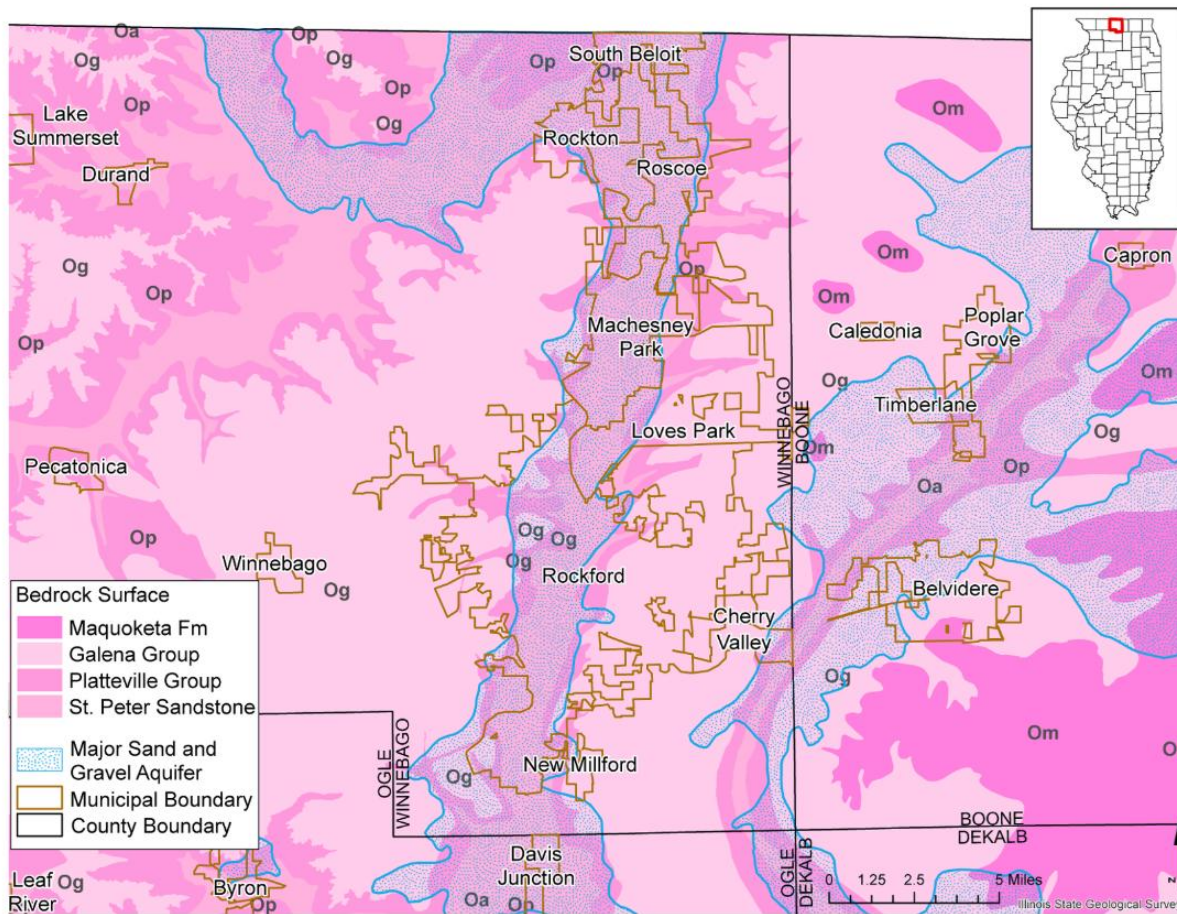 Oa
Op
Og
Op
South Beloit
Op
Op
Op
Og
Om
Lake
Summerset
Rockton
Durand
Roscoe
Og
Op
Om
Capron
Op
Om
Machesney
Park
Caledonia
Poplar
Grove
Op
Om
Og
Timberlane
Loves Park
WINNEBAGO
BOONE
Om
Og
Pecatonica
Op
Oa
Op
Og
Og
Og
Winnebago
Og
Rockford
Belvidere
Cherry
Valley
Og
Bedrock Surface
Maquoketa Fm
Galena Group
Platteville Group
St. Peter Sandstone
Major Sand and
Gravel Aquifer
Municipal Boundary
County Boundary
OGLE
WINNEBAGO
Og
New Millford
Om
BOONE
DEKALB
OGLE
DEKALB
Davis
Junction
Leaf
River
Og
Byron
Op
Oa
Op
0 1.25 2.5 5 Miles
Illinois State Geological Surve